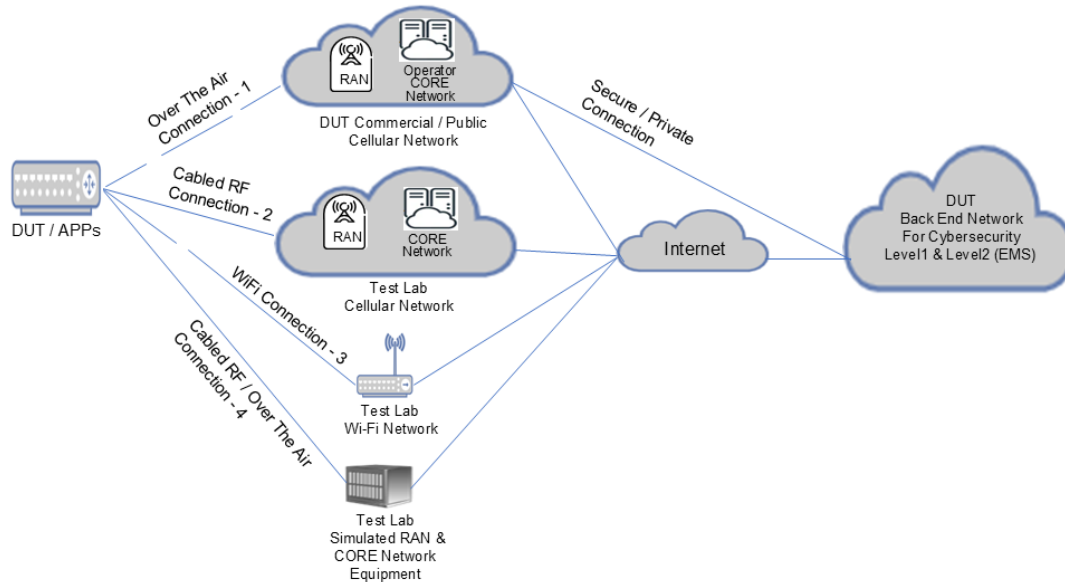 RAN
Operator
CORE
Network
DUT Commercial / Public
Cellular Network
Over The Air
Connection - 1
Secure / Private
Connection
DUT / APPs
Cabled RF
Connection - 2
RAN
CORE
Network
Test Lab
Cellular Network
Internet
DUT
Back End Network
For Cybersecurity
Level1 & Level2 (EMS)
WiFi Connection - 3
Test Lab
Wi-Fi Network
Cabled RF / Over The Air
Connection - 4
Test Lab
Simulated RAN &
CORE Network
Equipment